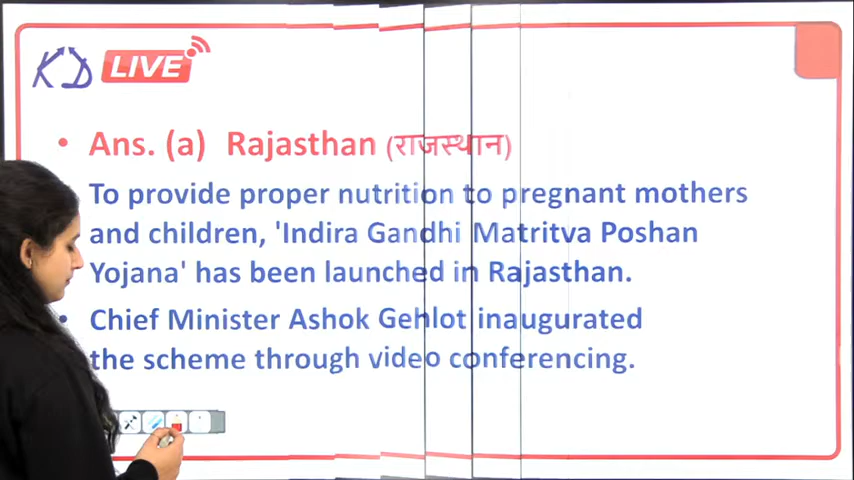 KD LIVE
• Ans. (a) Rajasthan (राजस्थान)
To provide proper nutrition to pregnant mothers
and children, 'Indira Gandhi Matritva Poshan
Yojana' has been launched in Rajasthan.
• Chief Minister Ashok Gehlot inaugurated
the scheme through video conferencing.